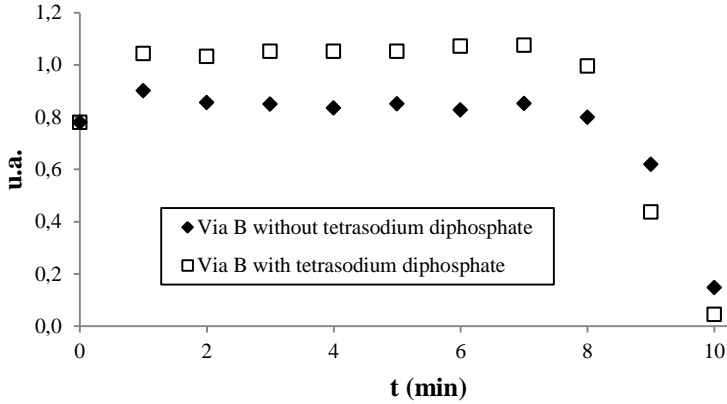 1,2
1,0
0,8
0,6
0,4
0,2
0,0
u.a.
Via B without tetrasodium diphosphate
Via B with tetrasodium diphosphate
0 2 4 6 8 10
t (min)